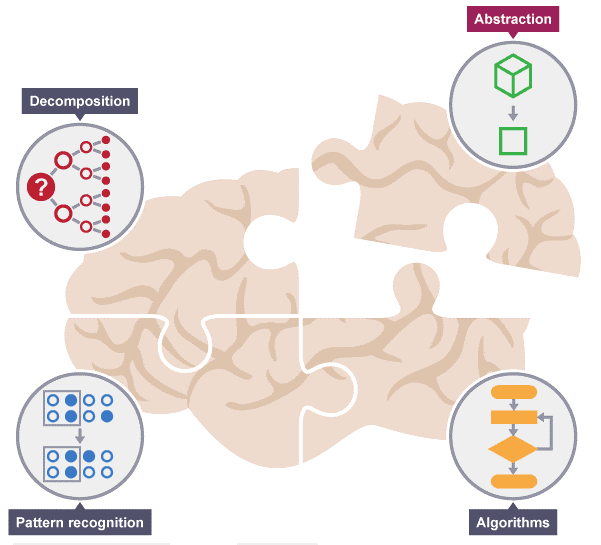 Abstraction
Decomposition
?
Pattern recognition
Algorithms